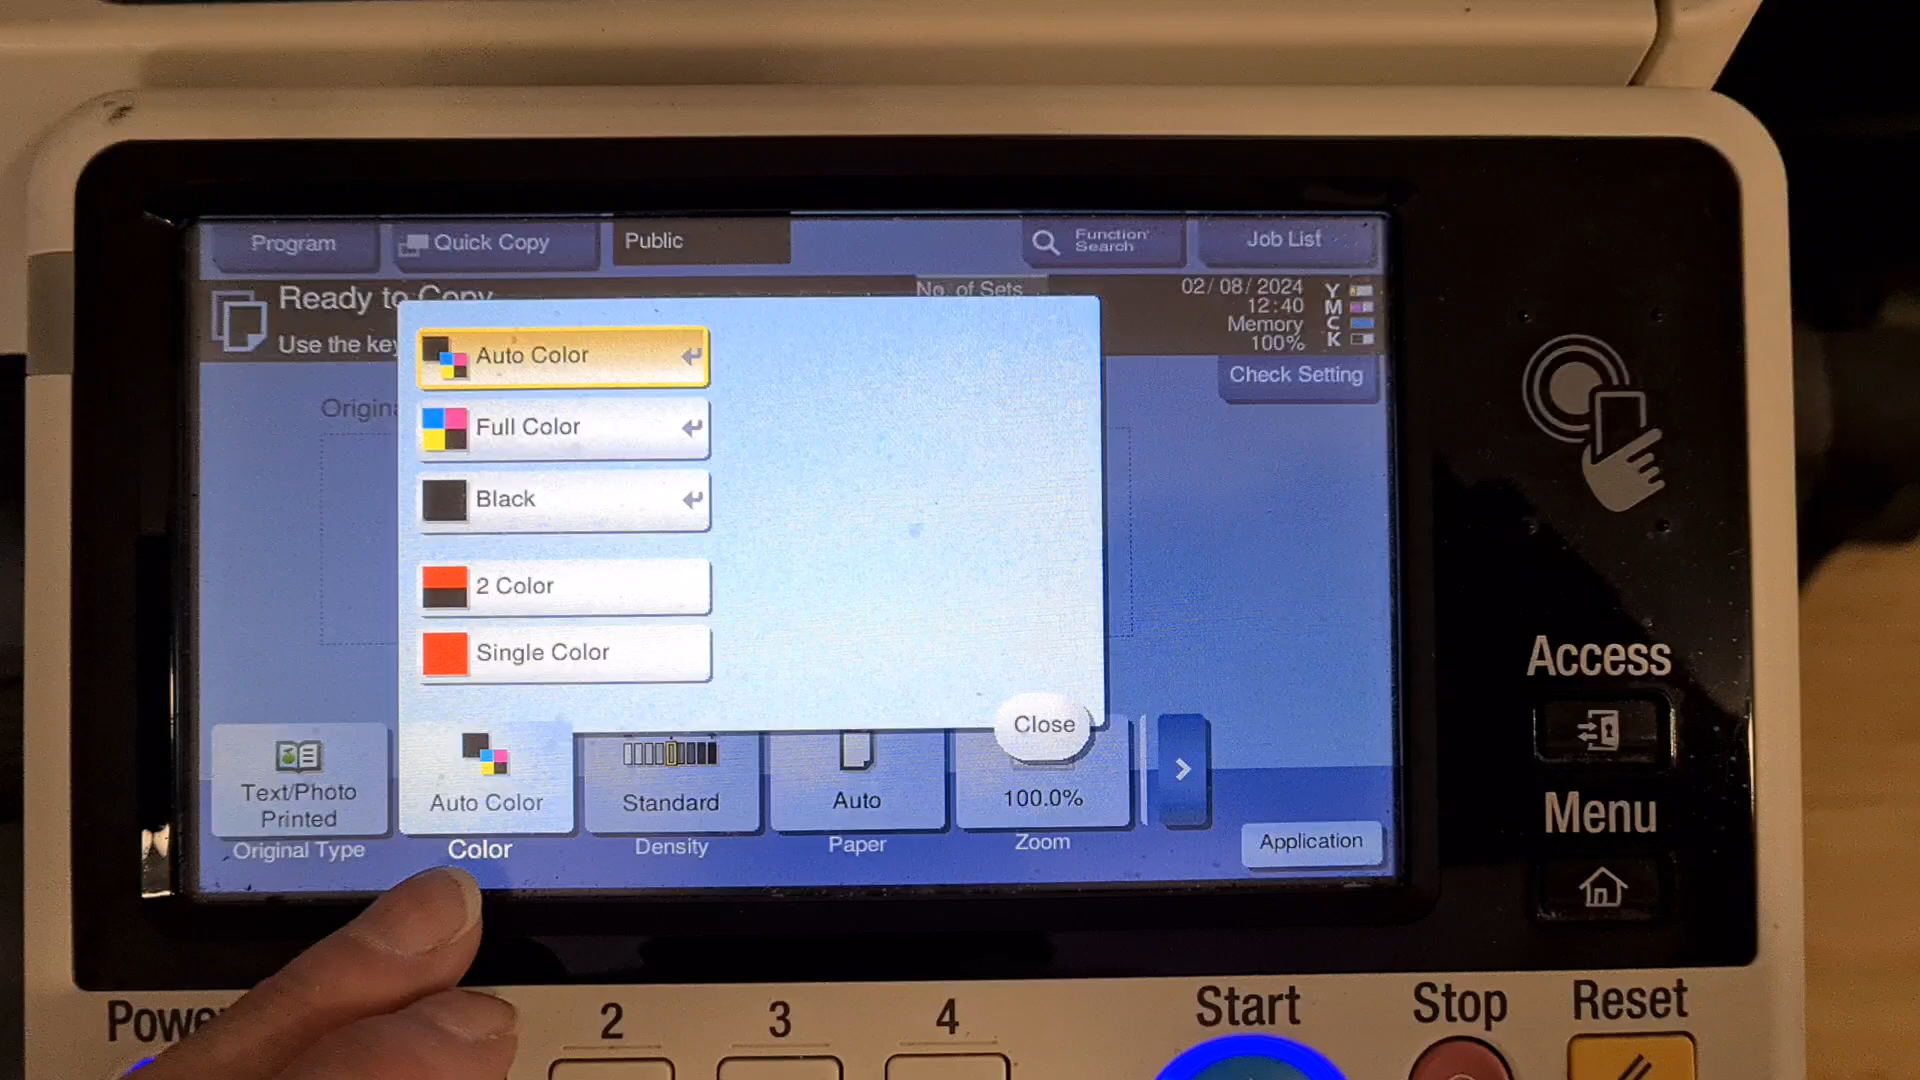 Program
Quick Copy
Public
Function
Search
Job List
Ready to Copy
No. of Sets
02/08/2024
12:40
Memory
100%
Y
M
C
K
Use the key
Check Setting
Origina
Auto Color
Full Color
Black
2 Color
Single Color
Close
Text/Photo
Printed
Auto Color
Standard
Auto
100.0%
Original Type
Color
Density
Paper
Zoom
Application
Access
Menu
Power
2
3
4
Start
Stop
Reset